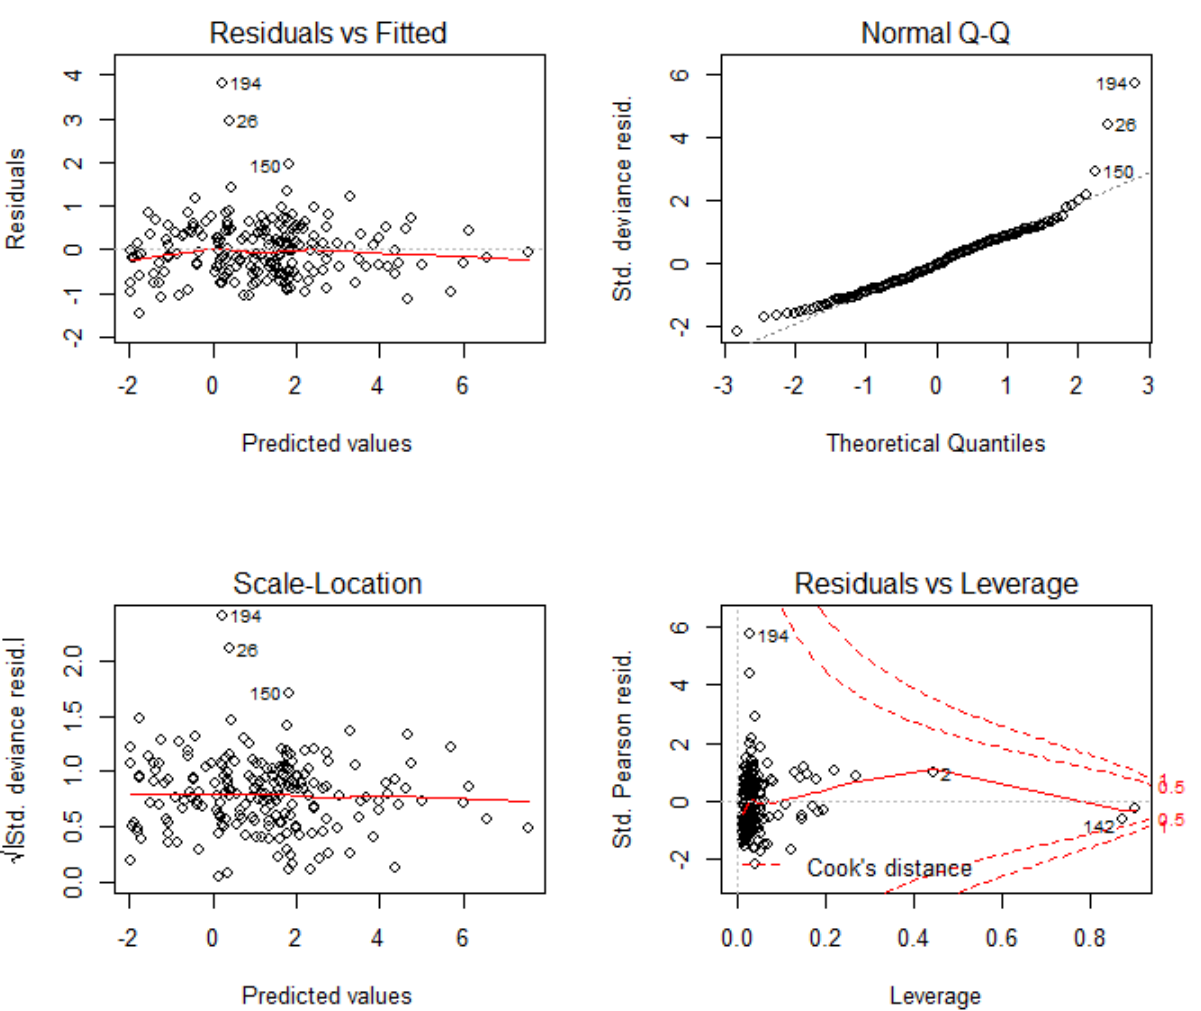 Residuals vs Fitted
Residuals
4
3
2
1
0
-1
-2
194
26
150
-2 0 2 4 6
Predicted values
Normal Q-Q
Std. deviance resid.
6
4
2
0
-2
194
26
150
-3 -2 -1 0 1 2 3
Theoretical Quantiles
Scale-Location
√|Std. deviance resid.|
2.0
1.5
1.0
0.5
0.0
194
26
150
-2 0 2 4 6
Predicted values
Residuals vs Leverage
Std. Pearson resid.
6
4
2
0
-2
194
2
142
1
0.5
0.5
1
Cook's distance
0.0 0.2 0.4 0.6 0.8
Leverage